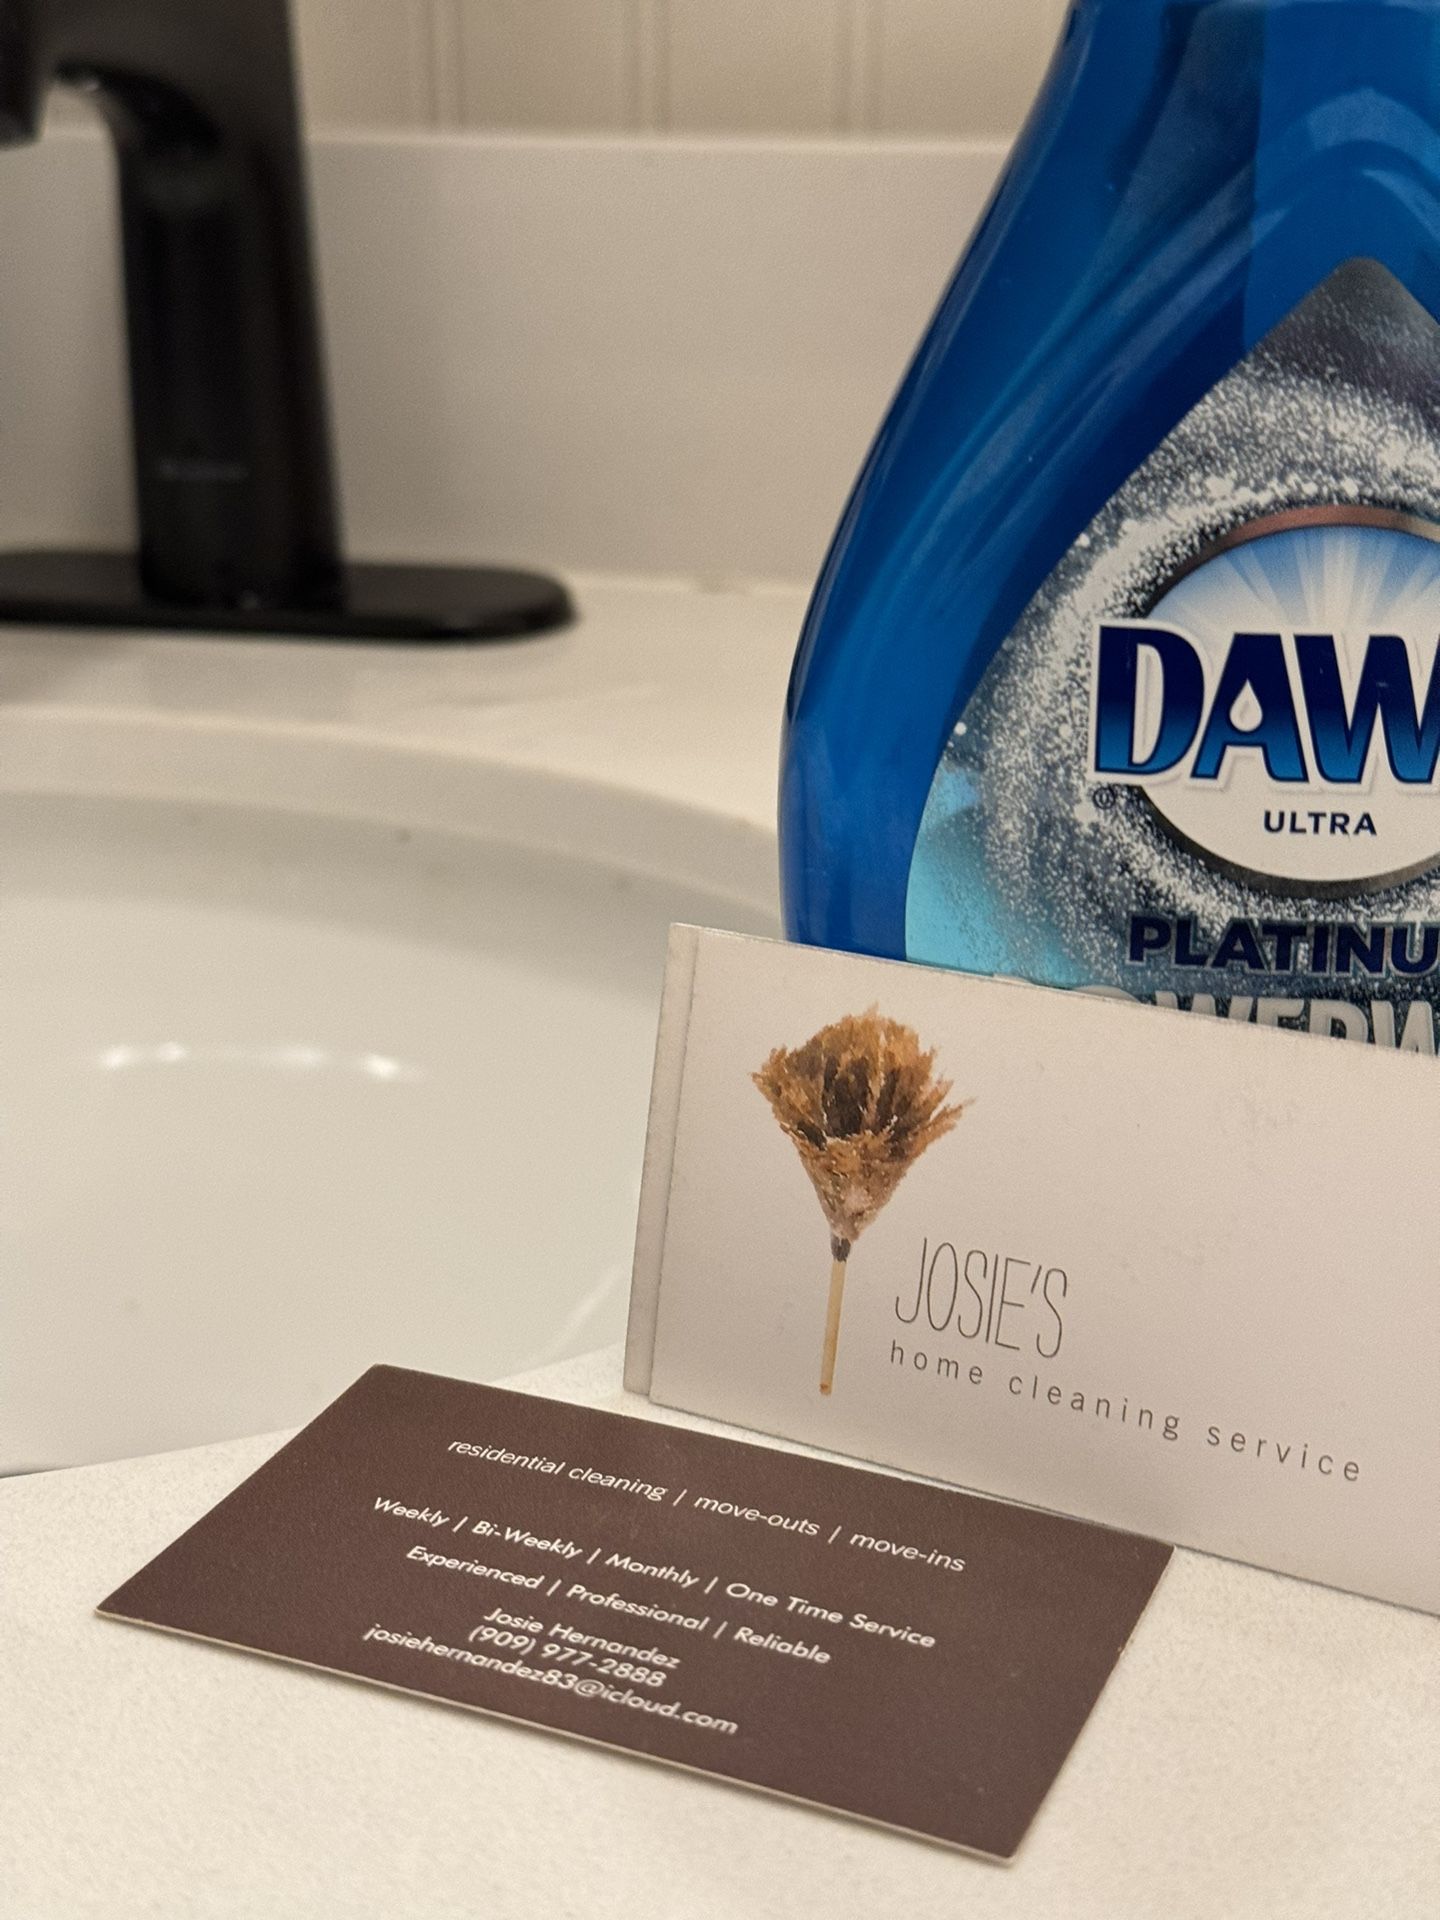 DAW
ULTRA
PLATINU
JOSIE'S
home cleaning service
residential cleaning | move-outs | move-ins
Weekly | Bi-Weekly | Monthly | One Time Service
Experienced | Professional | Reliable
Josie Hernandez
(909) 977-2888
josiehernandez83@icloud.com